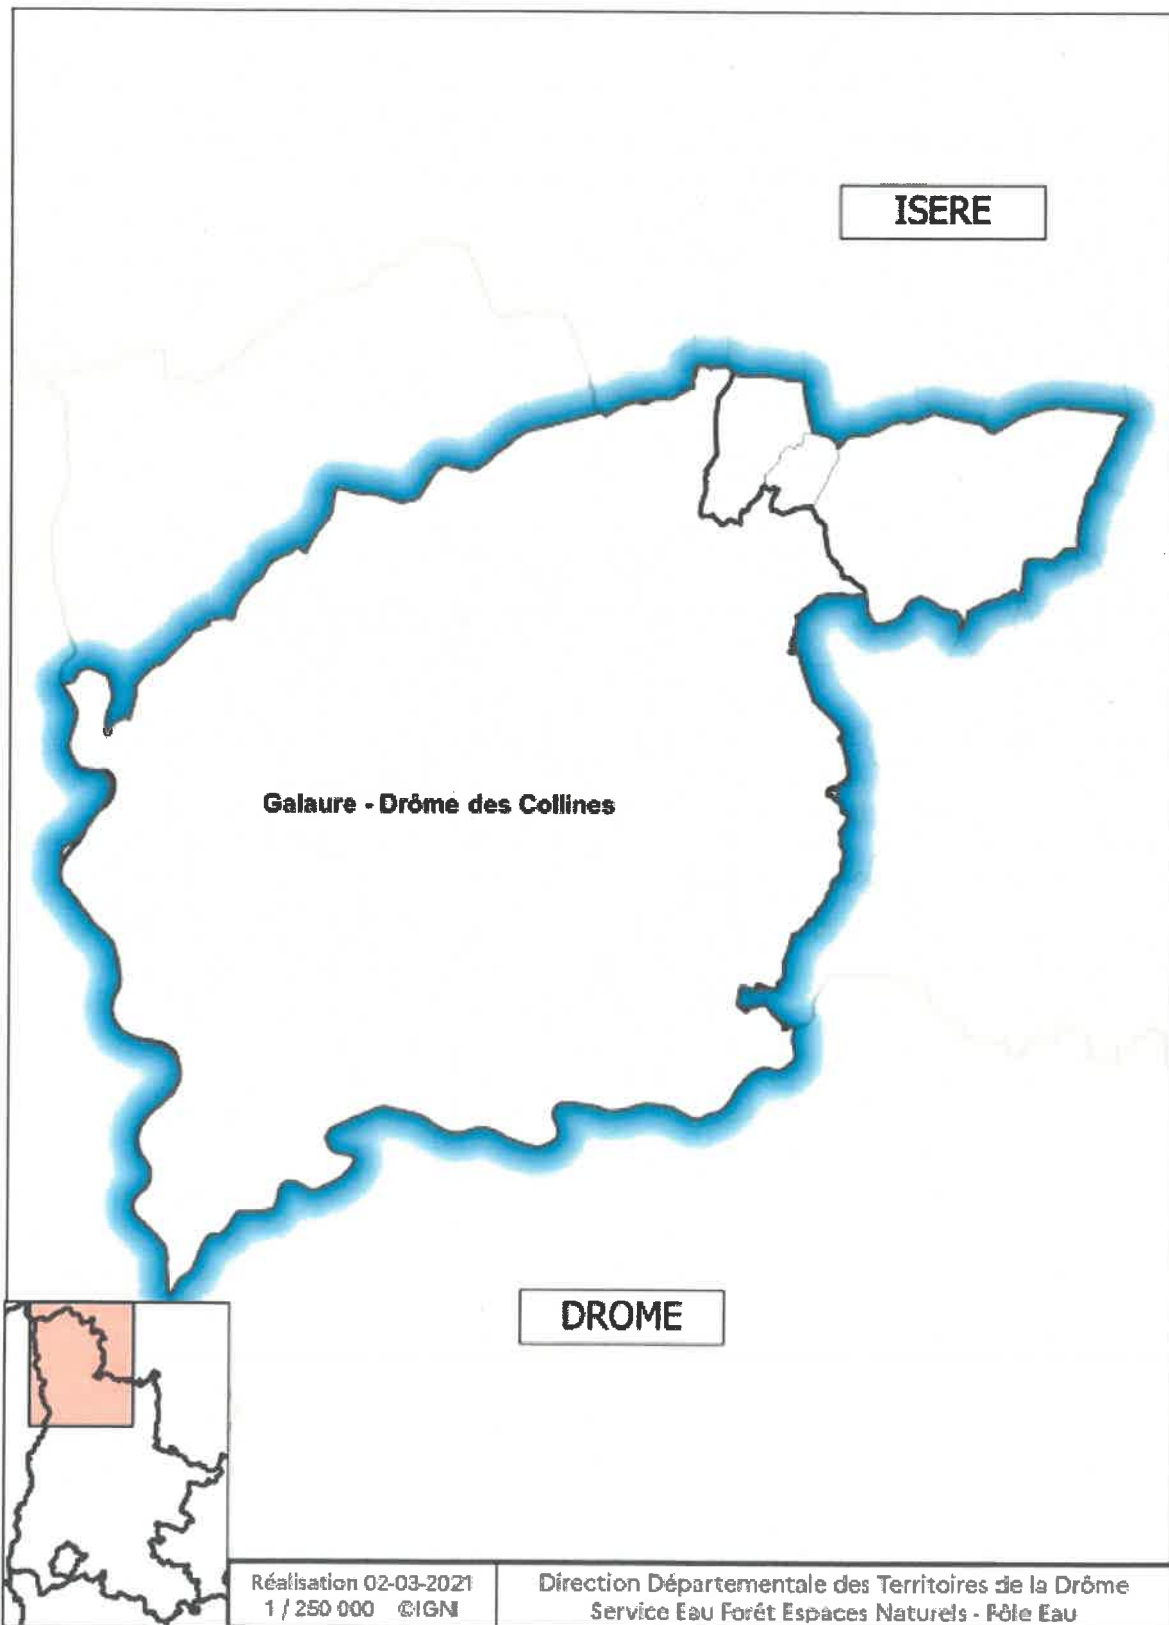 ISERE
Galaure - Drôme des Collines
DROME
Réalisation 02-03-2021
1 / 250 000 ©IGN
Direction Départementale des Territoires de la Drôme
Service Eau Forêt Espaces Naturels - Pôle Eau